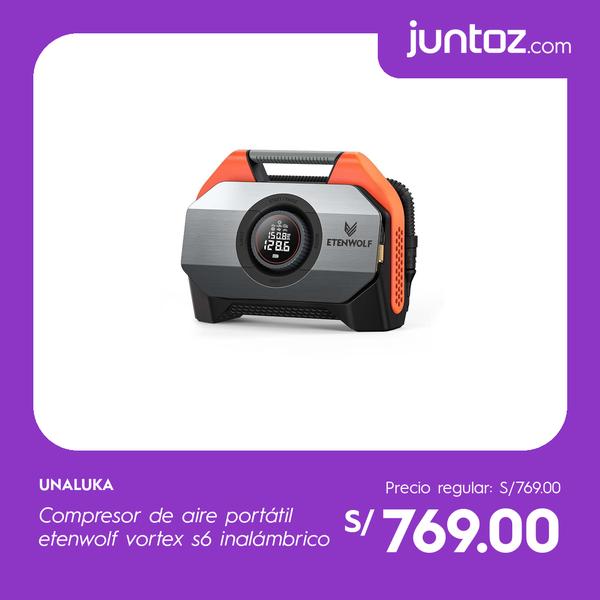 juntoz.com
150.8
128.6
ETENWOLF
UNALUKA
Compresor de aire portátil
etenwolf vortex s6 inalámbrico
Precio regular: S/769.00
S/ 769.00